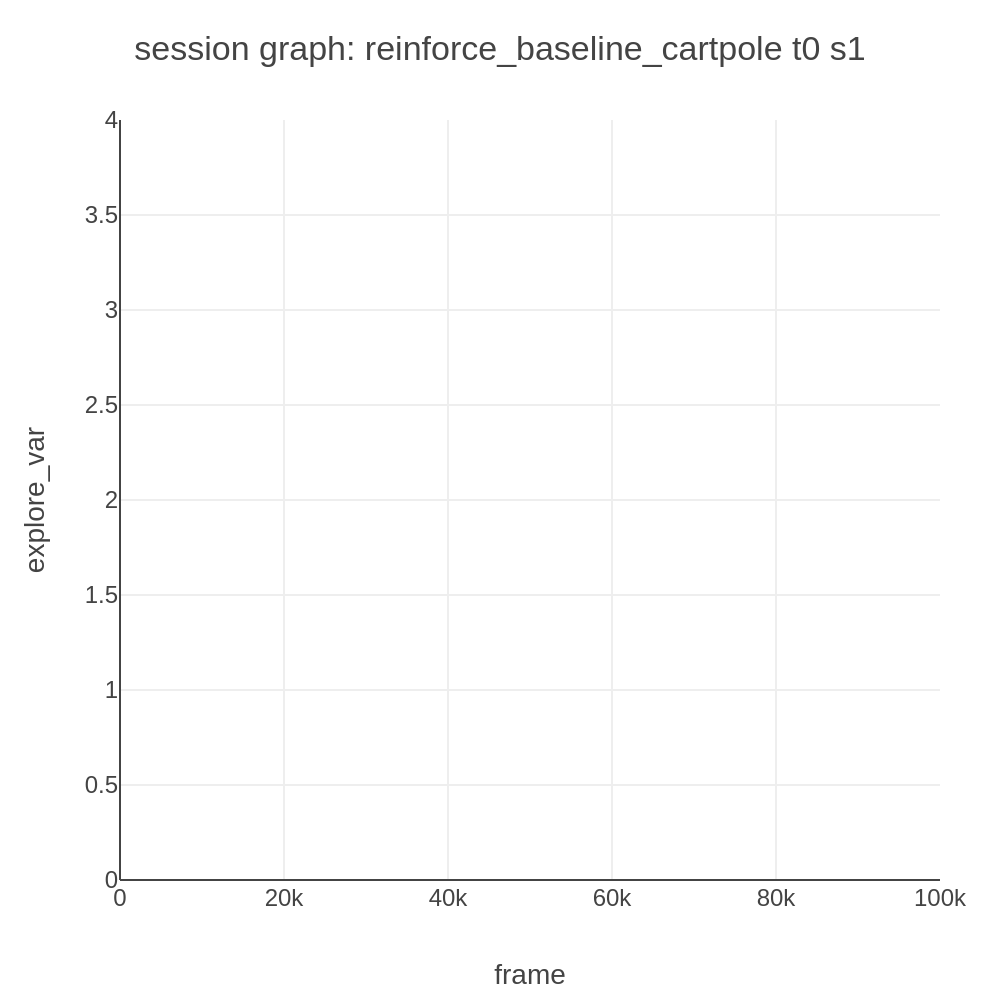 session graph: reinforce_baseline_cartpole t0 s1
4
3.5
3
2.5
2
1.5
1
0.5
0
explore_var
0 20k 40k 60k 80k 100k
frame